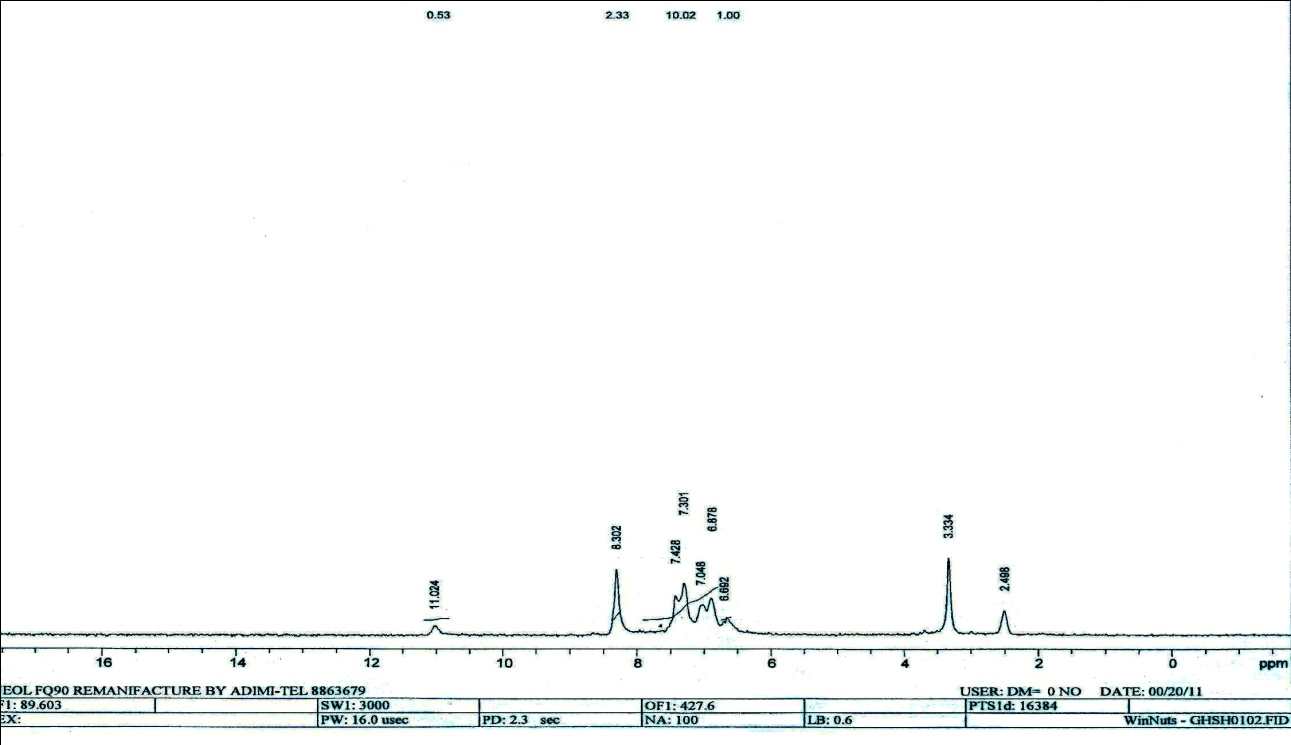 0.53 2.33 10.02 1.00
11.024 8.302 7.428 7.301 7.048 6.878 6.692 3.334 2.498
16 14 12 10 8 6 4 2 0 ppm
EOL FQ90 REMANIFACTURE BY ADIMI-TEL 8863679 USER: DM= 0 NO DATE: 00/20/11
F1: 89.603 SW1: 3000 OF1: 427.6 PTS1d: 16384
EX: PW: 16.0 usec PD: 2.3 sec NA: 100 LB: 0.6 WinNuts - GHSH0102.FID